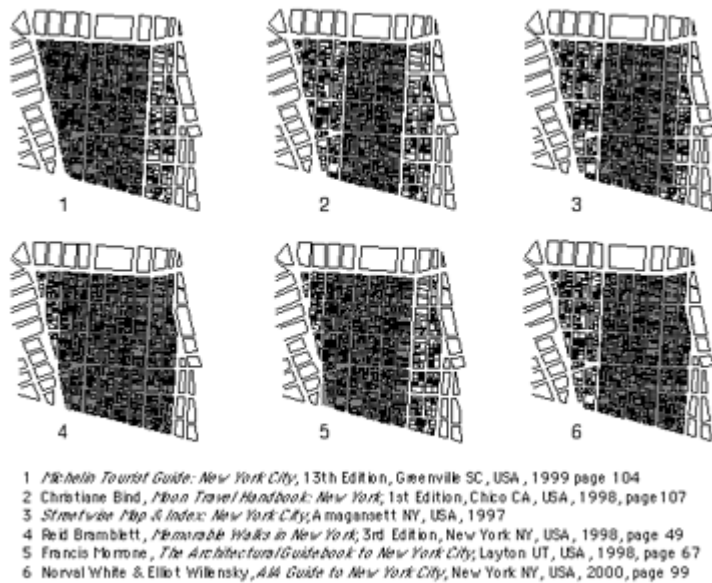 1 2 3
4 5 6
1 Michelin Tourist Guide: New York City, 13th Edition, Greenville SC, USA, 1999 page 104
2 Christiane Bind, Moon Travel Handbook: New York, 1st Edition, Chico CA, USA, 1998, page 107
3 Streetwise Map & Index: New York City, Amagansett NY, USA, 1997
4 Reid Bramblett, Memorable Walks in New York, 3rd Edition, New York NY, USA, 1998, page 49
5 Francis Morrone, The Architectural Guidebook to New York City, Layton UT, USA, 1998, page 67
6 Norval White & Elliot Willensky, AIA Guide to New York City, New York NY, USA, 2000, page 99